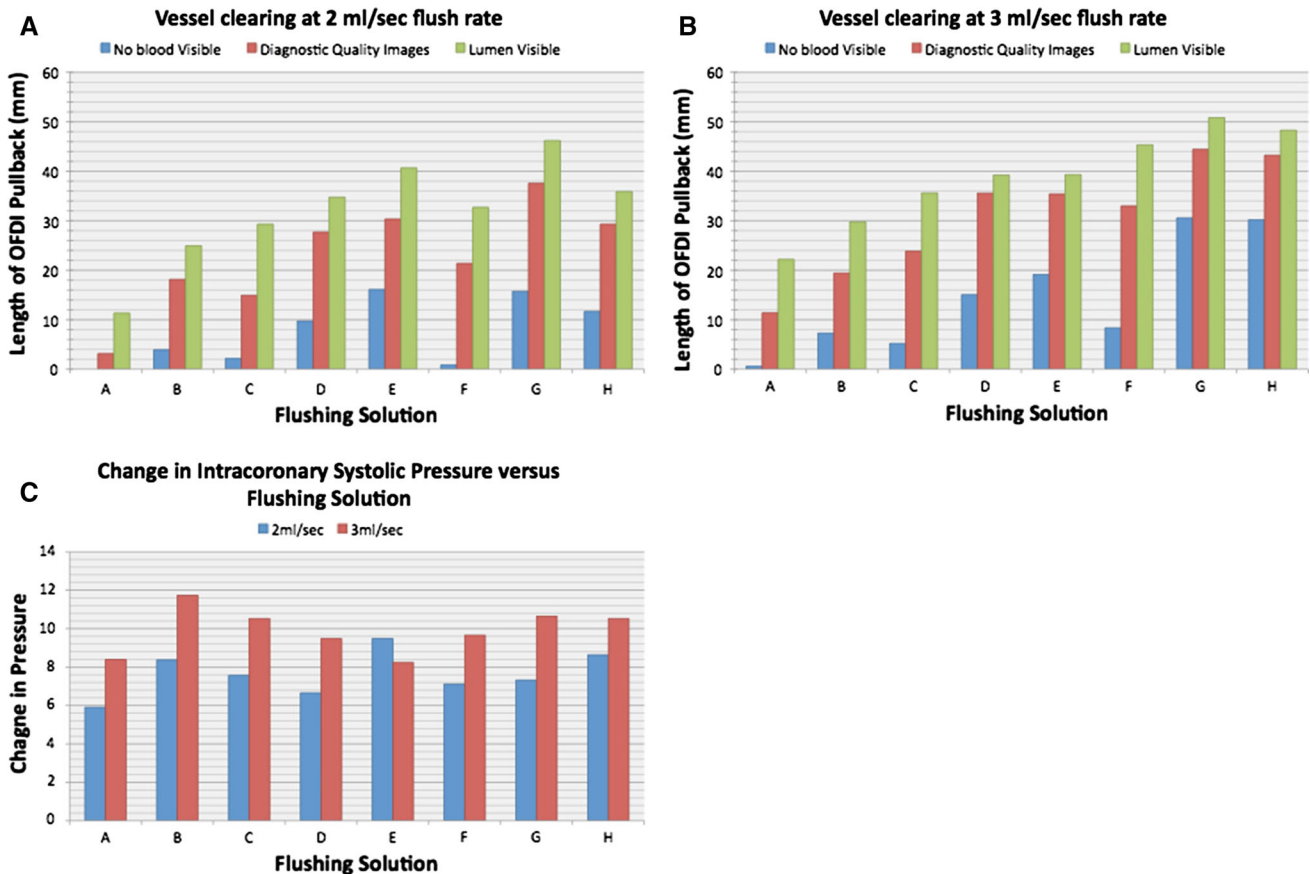 A
Vessel clearing at 2 ml/sec flush rate
No blood Visible Diagnostic Quality Images Lumen Visible
Length of OFDI Pullback (mm)
60
50
40
30
20
10
0
A B C D E F G H
Flushing Solution
B
Vessel clearing at 3 ml/sec flush rate
No blood Visible Diagnostic Quality Images Lumen Visible
Length of OFDI Pullback (mm)
60
50
40
30
20
10
0
A B C D E F G H
Flushing Solution
C
Change in Intracoronary Systolic Pressure versus
Flushing Solution
2ml/sec 3ml/sec
Chagne in Pressure
14
12
10
8
6
4
2
0
A B C D E F G H
Flushing Solution